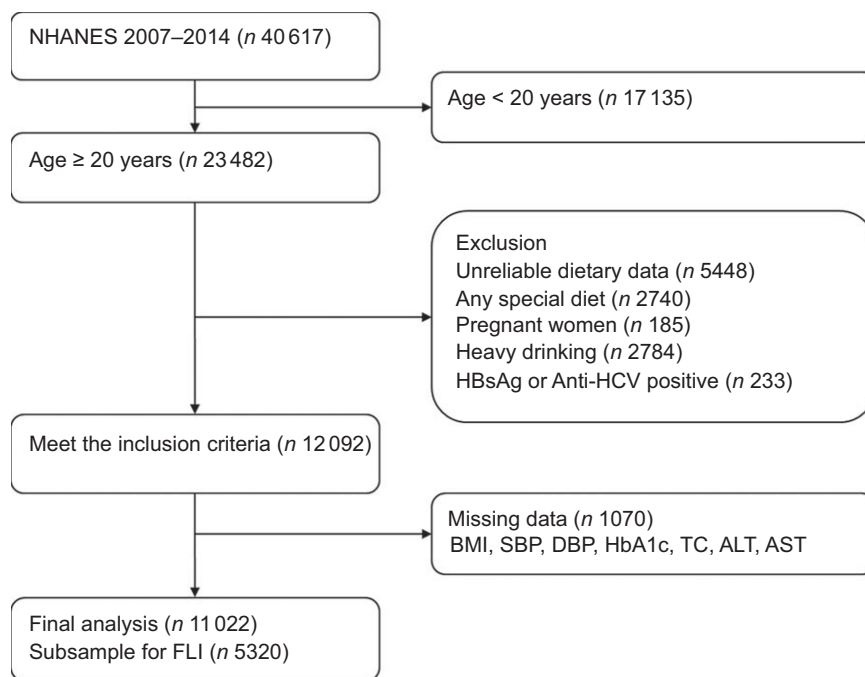 NHANES 2007–2014 (n 40 617)
Age < 20 years (n 17 135)
Age ≥ 20 years (n 23 482)
Exclusion
Unreliable dietary data (n 5448)
Any special diet (n 2740)
Pregnant women (n 185)
Heavy drinking (n 2784)
HBsAg or Anti-HCV positive (n 233)
Meet the inclusion criteria (n 12 092)
Missing data (n 1070)
BMI, SBP, DBP, HbA1c, TC, ALT, AST
Final analysis (n 11 022)
Subsample for FLI (n 5320)